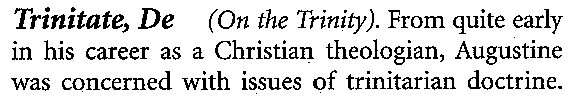 Trinitate, De (On the Trinity). From quite early
in his career as a Christian theologian, Augustine
was concerned with issues of trinitarian doctrine.